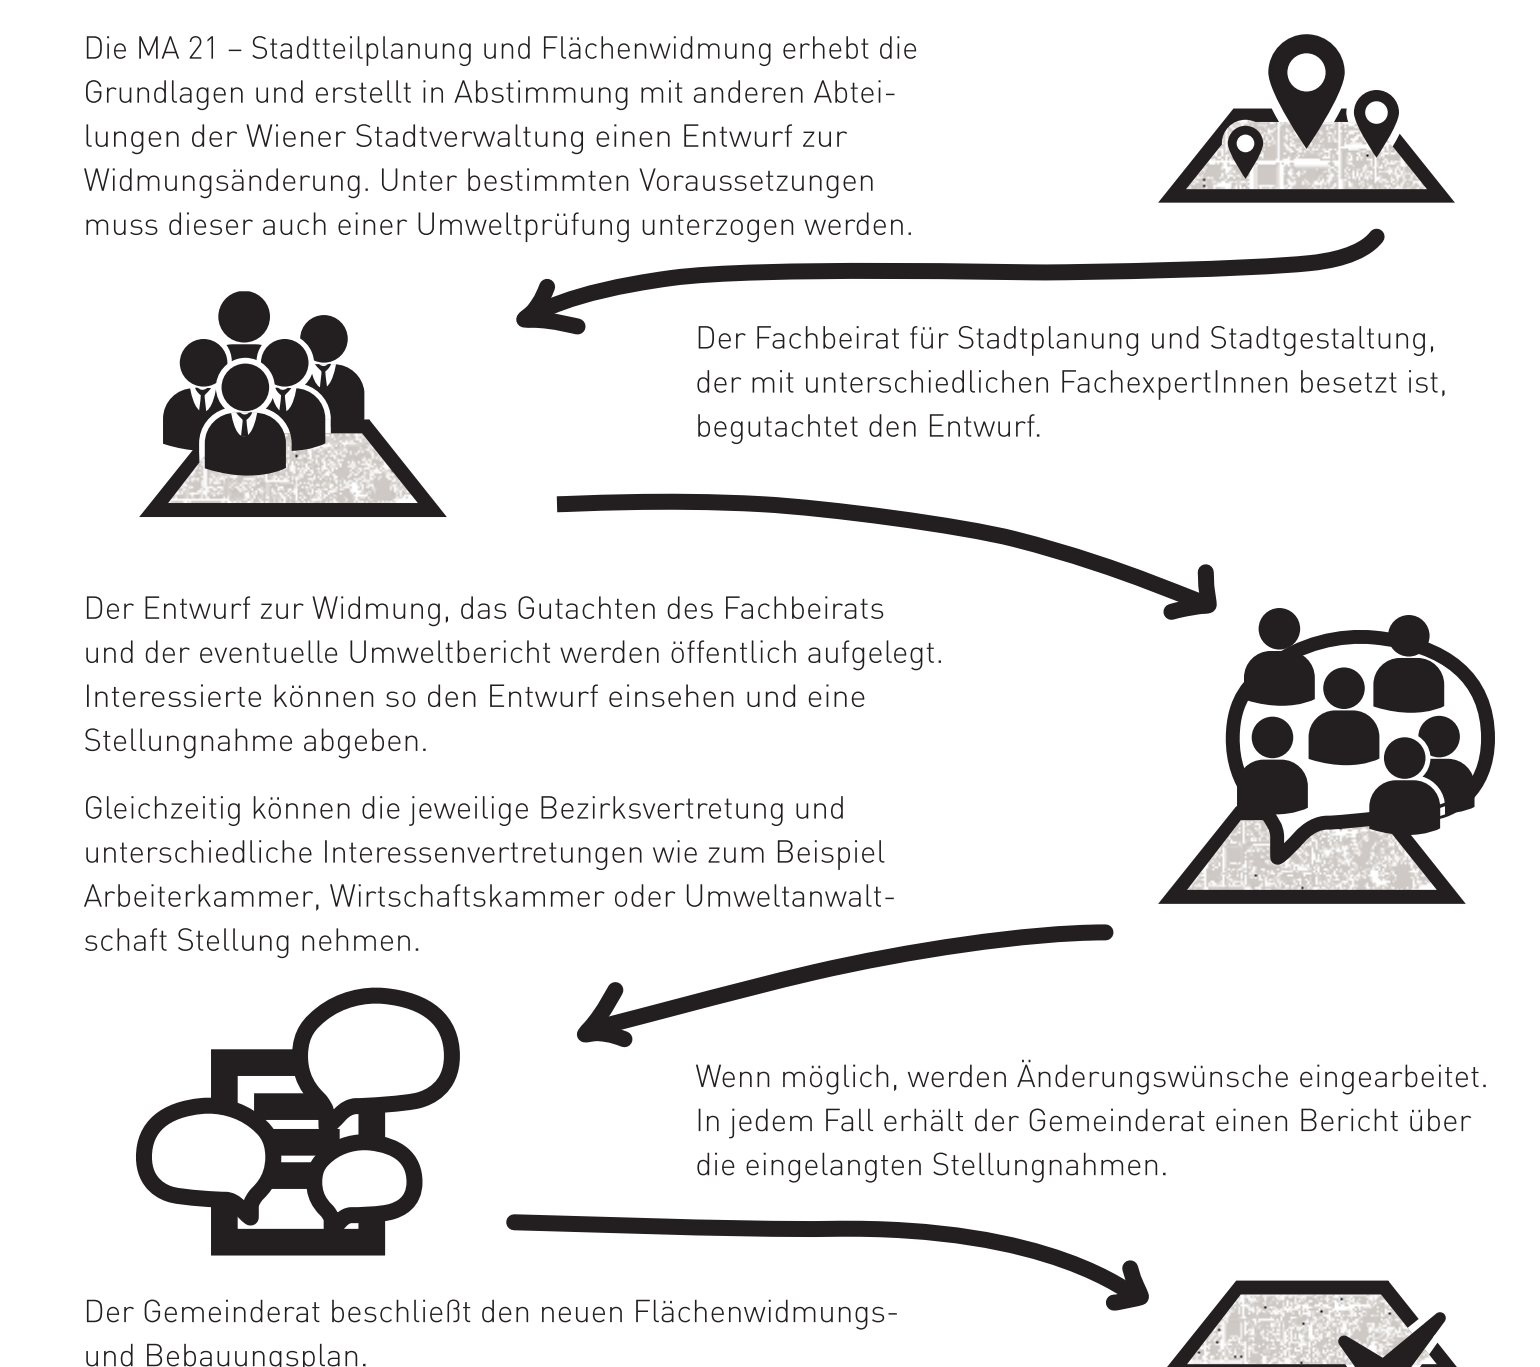 Die MA 21 – Stadtteilplanung und Flächenwidmung erhebt die
Grundlagen und erstellt in Abstimmung mit anderen Abtei-
lungen der Wiener Stadtverwaltung einen Entwurf zur
Widmungsänderung. Unter bestimmten Voraussetzungen
muss dieser auch einer Umweltprüfung unterzogen werden.
Der Fachbeirat für Stadtplanung und Stadtgestaltung,
der mit unterschiedlichen FachexpertInnen besetzt ist,
begutachtet den Entwurf.
Der Entwurf zur Widmung, das Gutachten des Fachbeirats
und der eventuelle Umweltbericht werden öffentlich aufgelegt.
Interessierte können so den Entwurf einsehen und eine
Stellungnahme abgeben.
Gleichzeitig können die jeweilige Bezirksvertretung und
unterschiedliche Interessenvertretungen wie zum Beispiel
Arbeiterkammer, Wirtschaftskammer oder Umweltanwalt-
schaft Stellung nehmen.
Wenn möglich, werden Änderungswünsche eingearbeitet.
In jedem Fall erhält der Gemeinderat einen Bericht über
die eingelangten Stellungnahmen.
Der Gemeinderat beschließt den neuen Flächenwidmungs-
und Bebauungsplan.